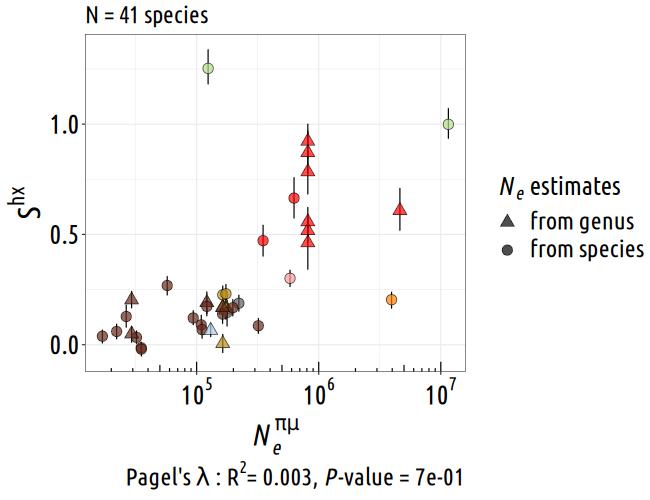 N = 41 species
S^hx
1.0
0.5
0.0
10^5 10^6 10^7
N_e^πμ
N_e estimates
from genus
from species
Pagel's λ : R^2= 0.003, P-value = 7e-01